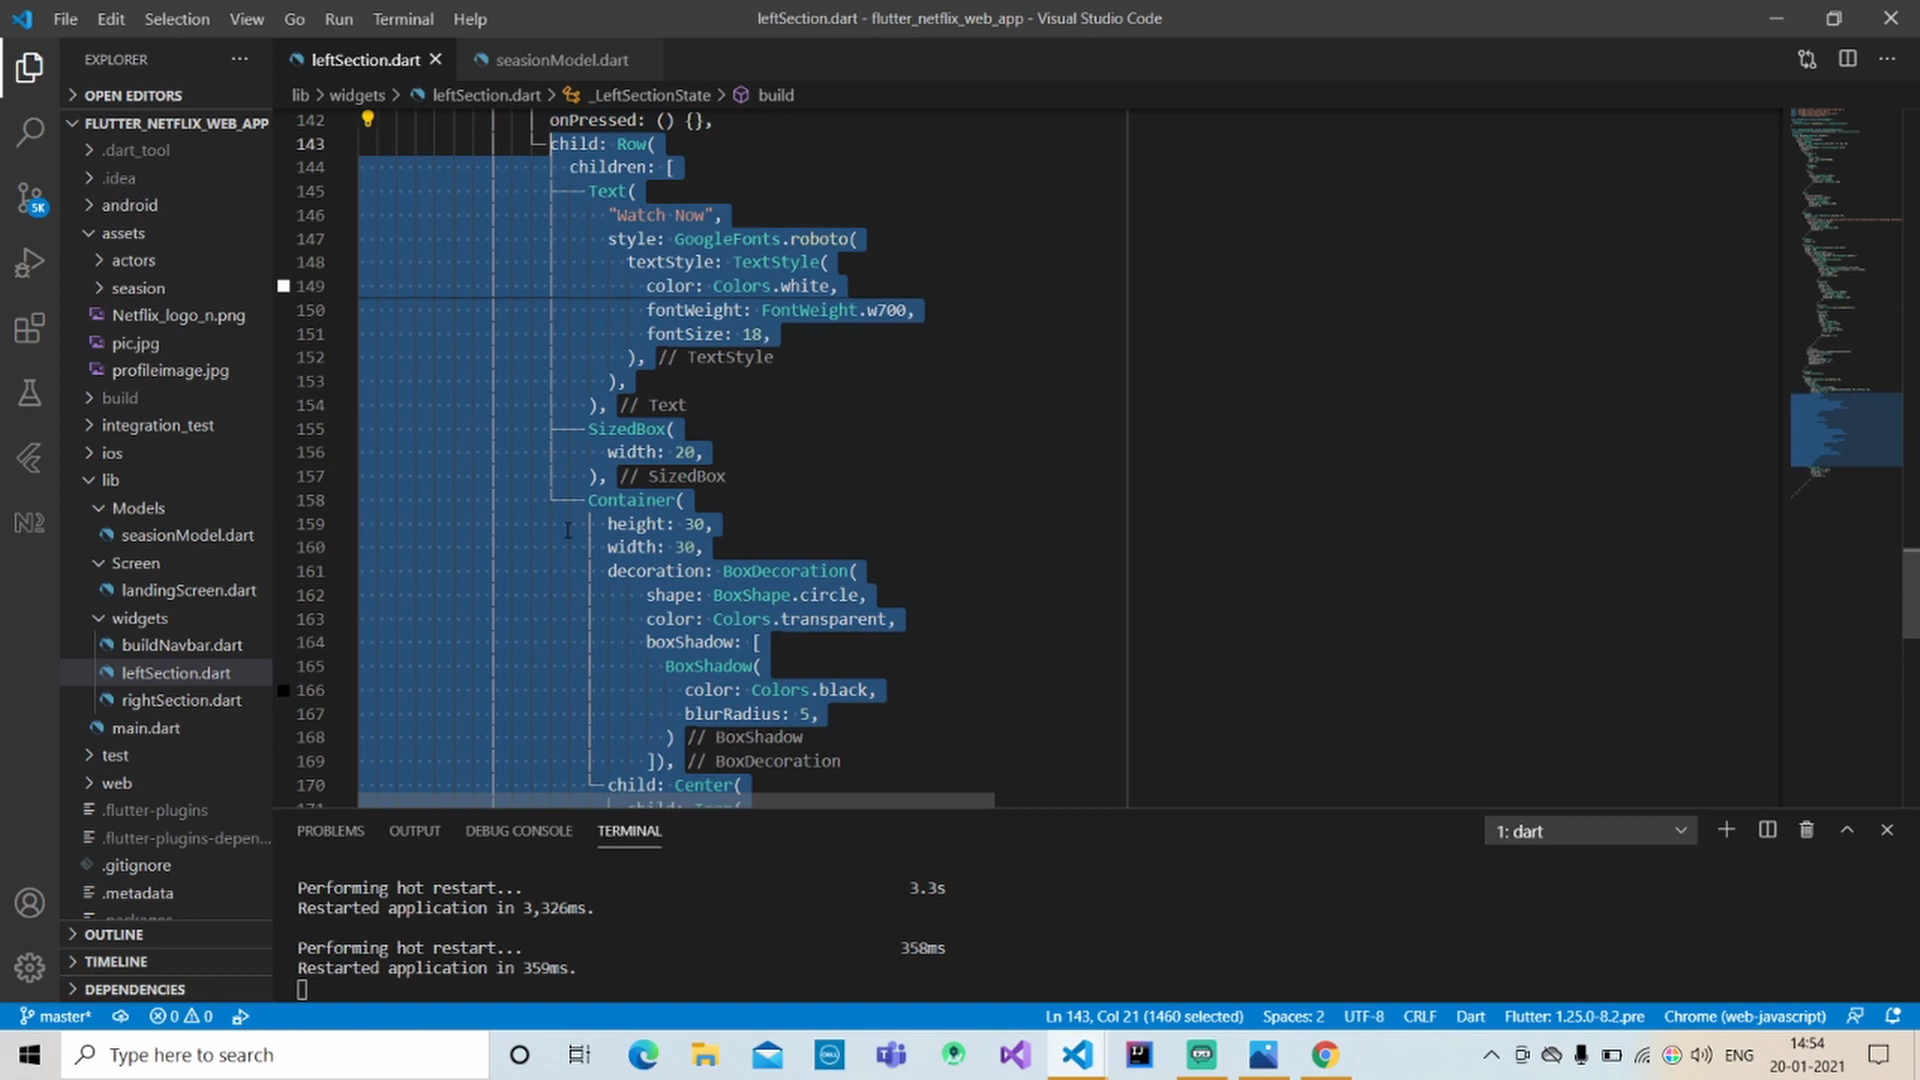 File Edit Selection View Go Run Terminal Help
leftSection.dart - flutter_netflix_web_app - Visual Studio Code
EXPLORER
leftSection.dart
seasionModel.dart
OPEN EDITORS
lib > widgets > leftSection.dart > _LeftSectionState > build
FLUTTER_NETFLIX_WEB_APP
.dart_tool
.idea
android
assets
actors
seasion
Netflix_logo_n.png
pic.jpg
profileimage.jpg
build
integration_test
ios
lib
Models
seasionModel.dart
Screen
landingScreen.dart
widgets
buildNavbar.dart
leftSection.dart
rightSection.dart
main.dart
test
web
.flutter-plugins
.flutter-plugins-depen...
.gitignore
.metadata
.packages
OUTLINE
TIMELINE
DEPENDENCIES
5K
142 onPressed: () {},
143 child: Row(
144 children: [
145 Text(
146 "Watch Now",
147 style: GoogleFonts.roboto(
148 textStyle: TextStyle(
149 color: Colors.white,
150 fontWeight: FontWeight.w700,
151 fontSize: 18,
152 ), // TextStyle
153 ),
154 ), // Text
155 SizedBox(
156 width: 20,
157 ), // SizedBox
158 Container(
159 height: 30,
160 width: 30,
161 decoration: BoxDecoration(
162 shape: BoxShape.circle,
163 color: Colors.transparent,
164 boxShadow: [
165 BoxShadow(
166 color: Colors.black,
167 blurRadius: 5,
168 ) // BoxShadow
169 ]), // BoxDecoration
170 child: Center(
PROBLEMS OUTPUT DEBUG CONSOLE TERMINAL
1: dart
Performing hot restart... 3.3s
Restarted application in 3,326ms.
Performing hot restart... 358ms
Restarted application in 359ms.
master* 0 0
Ln 143, Col 21 (1460 selected) Spaces: 2 UTF-8 CRLF Dart Flutter: 1.25.0-8.2.pre Chrome (web-javascript)
Type here to search
DELL
ENG
14:54
20-01-2021